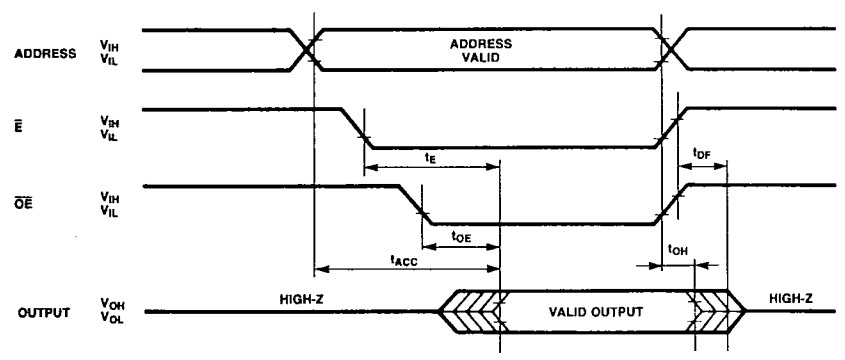 ADDRESS VIH VIL ADDRESS VALID
E̅ VIH VIL
tE tDF
O̅E̅ VIH VIL
tOE tOH
tACC
OUTPUT VOH VOL HIGH-Z VALID OUTPUT HIGH-Z